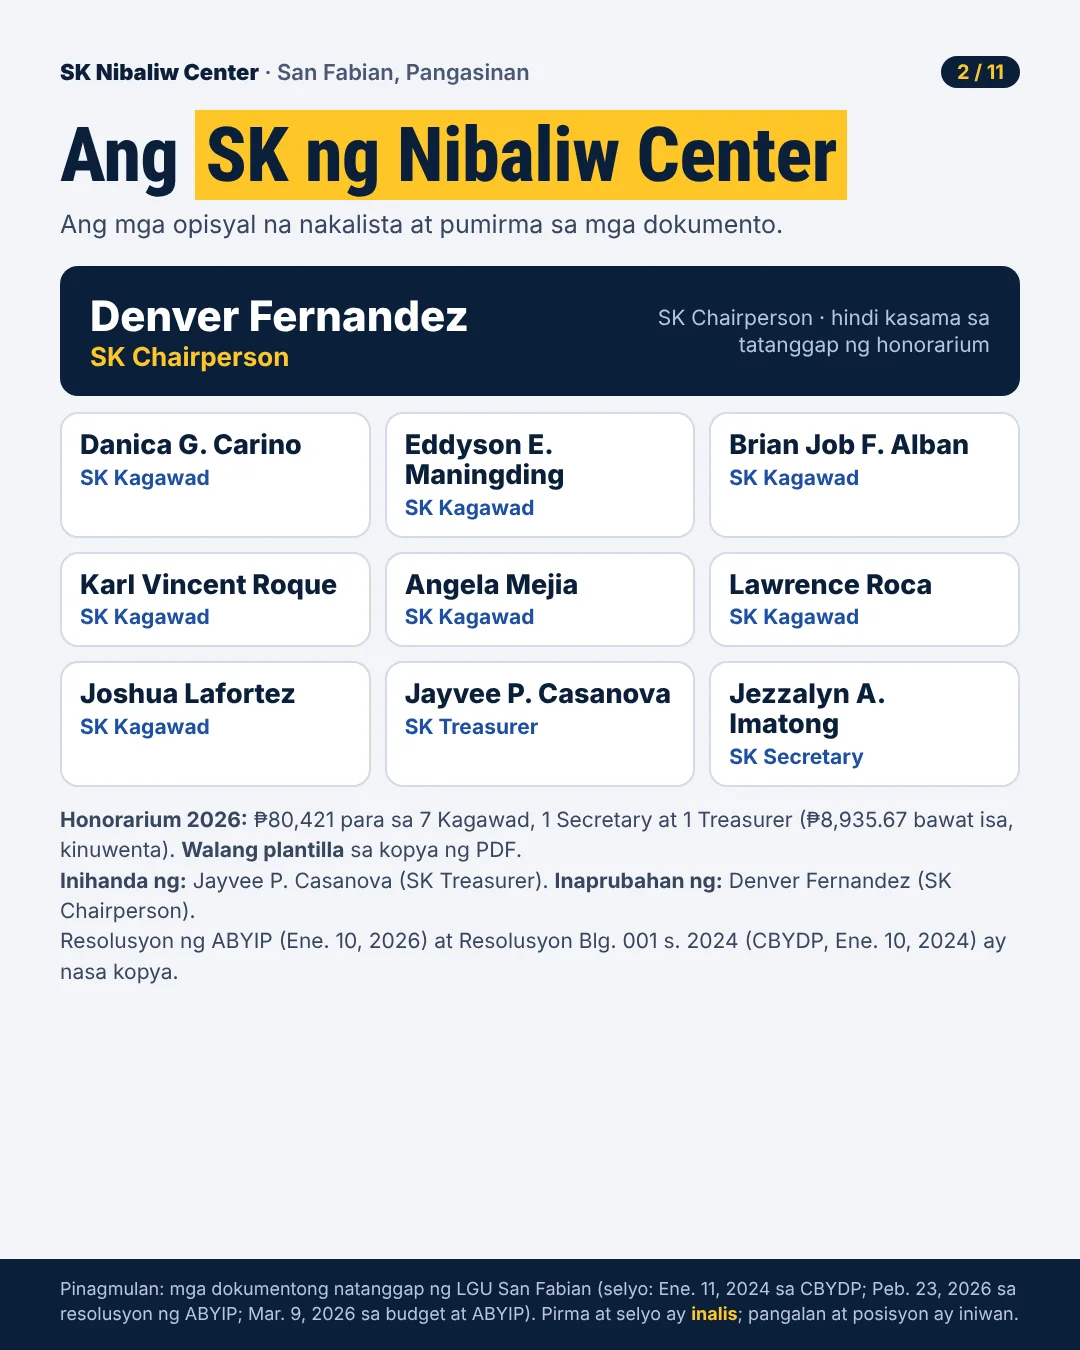 SK Nibaliw Center · San Fabian, Pangasinan
2 / 11
Ang SK ng Nibaliw Center
Ang mga opisyal na nakalista at pumirma sa mga dokumento.
Denver Fernandez
SK Chairperson
SK Chairperson · hindi kasama sa
tatanggap ng honorarium
Danica G. Carino
SK Kagawad
Eddyson E.
Maningding
SK Kagawad
Brian Job F. Alban
SK Kagawad
Karl Vincent Roque
SK Kagawad
Angela Mejia
SK Kagawad
Lawrence Roca
SK Kagawad
Joshua Lafortez
SK Kagawad
Jayvee P. Casanova
SK Treasurer
Jezzalyn A.
Imatong
SK Secretary
Honorarium 2026: ₱80,421 para sa 7 Kagawad, 1 Secretary at 1 Treasurer (₱8,935.67 bawat isa,
kinuwenta). Walang plantilla sa kopya ng PDF.
Inihanda ng: Jayvee P. Casanova (SK Treasurer). Inaprubahan ng: Denver Fernandez (SK
Chairperson).
Resolusyon ng ABYIP (Ene. 10, 2026) at Resolusyon Blg. 001 s. 2024 (CBYDP, Ene. 10, 2024) ay
nasa kopya.
Pinagmulan: mga dokumentong natanggap ng LGU San Fabian (selyo: Ene. 11, 2024 sa CBYDP; Peb. 23, 2026 sa
resolusyon ng ABYIP; Mar. 9, 2026 sa budget at ABYIP). Pirma at selyo ay inalis; pangalan at posisyon ay iniwan.